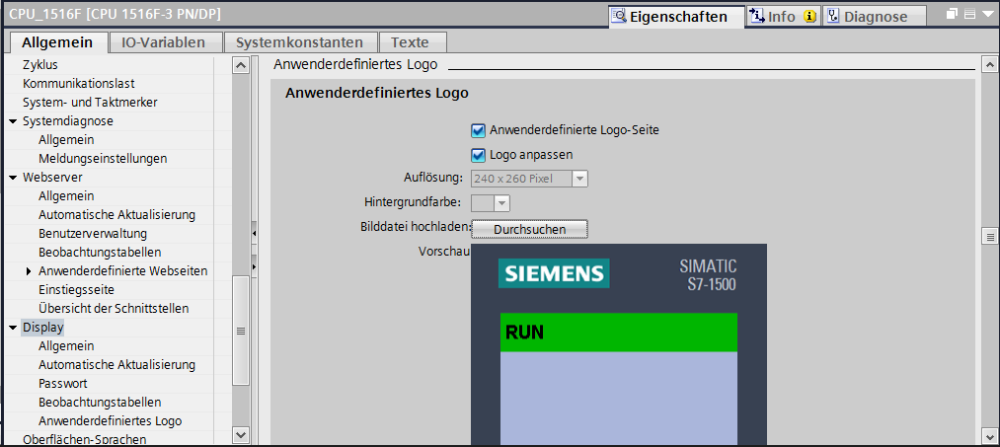 CPU_1516F [CPU 1516F-3 PN/DP]
Eigenschaften
Info
Diagnose
Allgemein
IO-Variablen
Systemkonstanten
Texte
Zyklus
Kommunikationslast
System- und Taktmerker
Systemdiagnose
Allgemein
Meldungseinstellungen
Webserver
Allgemein
Automatische Aktualisierung
Benutzerverwaltung
Beobachtungstabellen
Anwenderdefinierte Webseiten
Einstiegsseite
Übersicht der Schnittstellen
Display
Allgemein
Automatische Aktualisierung
Passwort
Beobachtungstabellen
Anwenderdefiniertes Logo
Oberflächen-Sprachen
Anwenderdefiniertes Logo
Anwenderdefiniertes Logo
Anwenderdefinierte Logo-Seite
Logo anpassen
Auflösung: 240 x 260 Pixel
Hintergrundfarbe:
Bilddatei hochladen: Durchsuchen
Vorschau
SIEMENS
SIMATIC
S7-1500
RUN